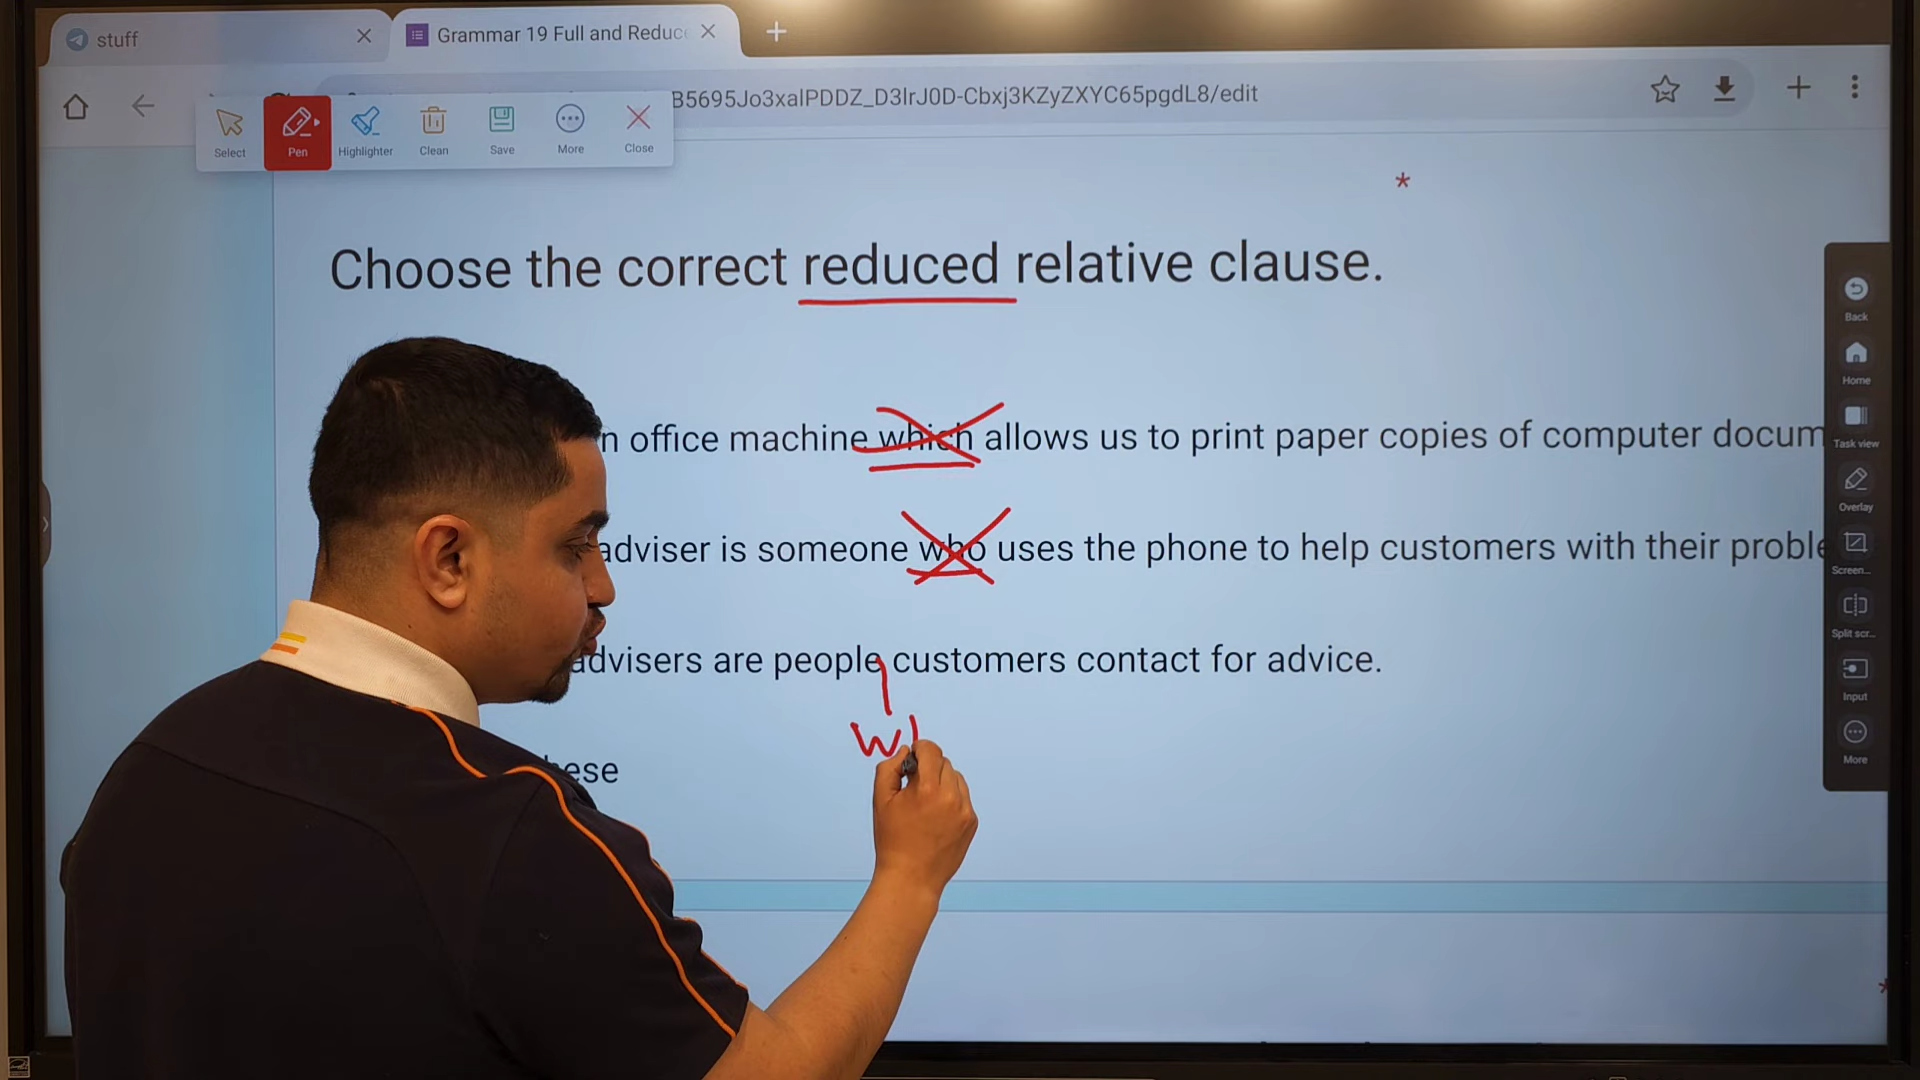 stuff
Grammar 19 Full and Reduc
B5695Jo3xalPDDZ_D3lrJ0D-Cbxj3KZyZXYC65pgdL8/edit
Select Pen Highlighter Clean Save More Close
*
Choose the correct reduced relative clause.
n office machine which allows us to print paper copies of computer docum
adviser is someone who uses the phone to help customers with their proble
advisers are people customers contact for advice.
w
ese
Back
Home
Task view
Overlay
Screen...
Split scr...
Input
More
*